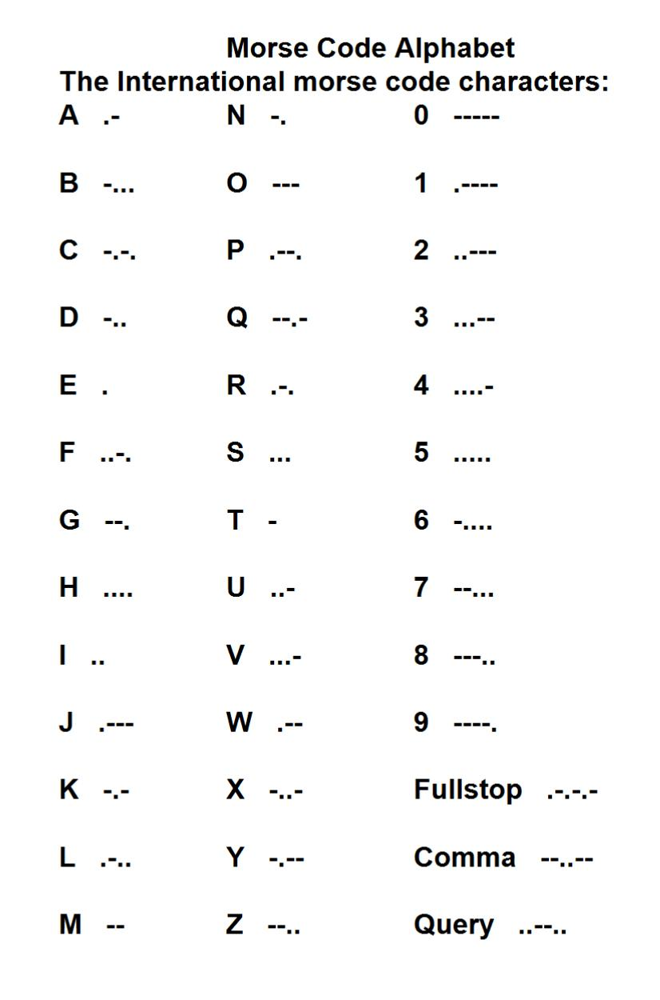 Morse Code Alphabet
The International morse code characters:
A .- N -. 0 -----
B -... O --- 1 .----
C -.-. P .--. 2 ..---
D -.. Q --.- 3 ...--
E . R .-. 4 ....-
F ..-. S ... 5 .....
G --. T - 6 -....
H .... U ..- 7 --...
I .. V ...- 8 ---..
J .--- W .-- 9 ----.
K -.- X -..- Fullstop .-.-.-
L .-.. Y -.-- Comma --..--
M -- Z --.. Query ..--..